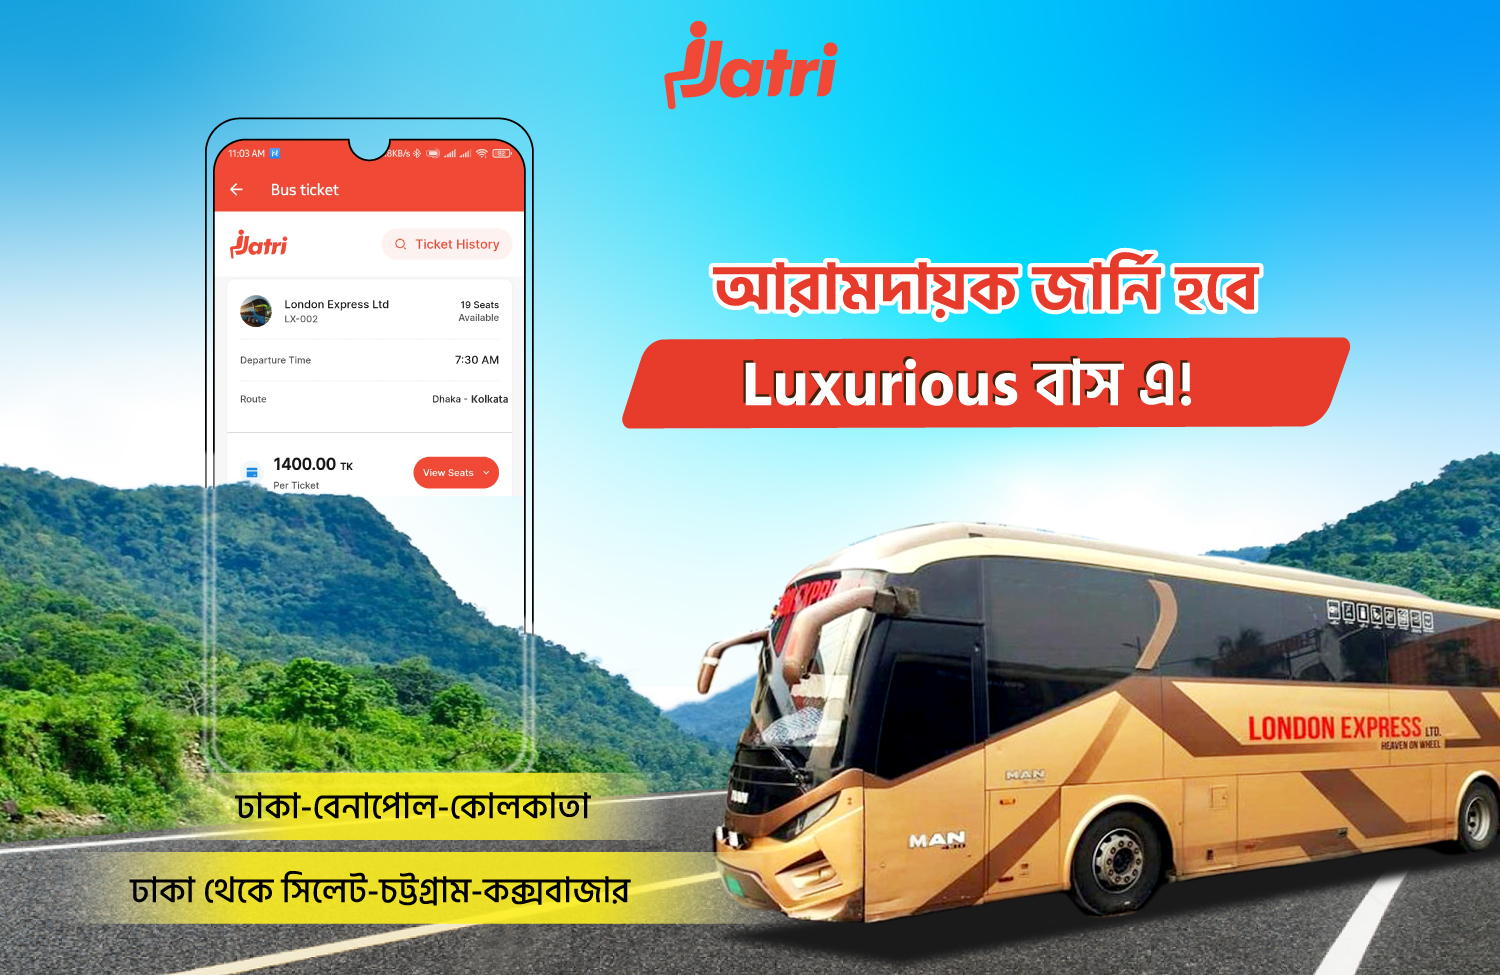 Jatri
11:03 AM
.8KB/s
Bus ticket
Jatri
Ticket History
London Express Ltd
LX-002
19 Seats
Available
Departure Time
7:30 AM
Route
Dhaka - Kolkata
1400.00 TK
Per Ticket
View Seats
আরামদায়ক জার্নি হবে
Luxurious বাস এ!
LONDON EXPRESS LTD.
HEAVEN ON WHEEL
MAN
MAN
430
ঢাকা-বেনাপোল-কোলকাতা
ঢাকা থেকে সিলেট-চট্টগ্রাম-কক্সবাজার